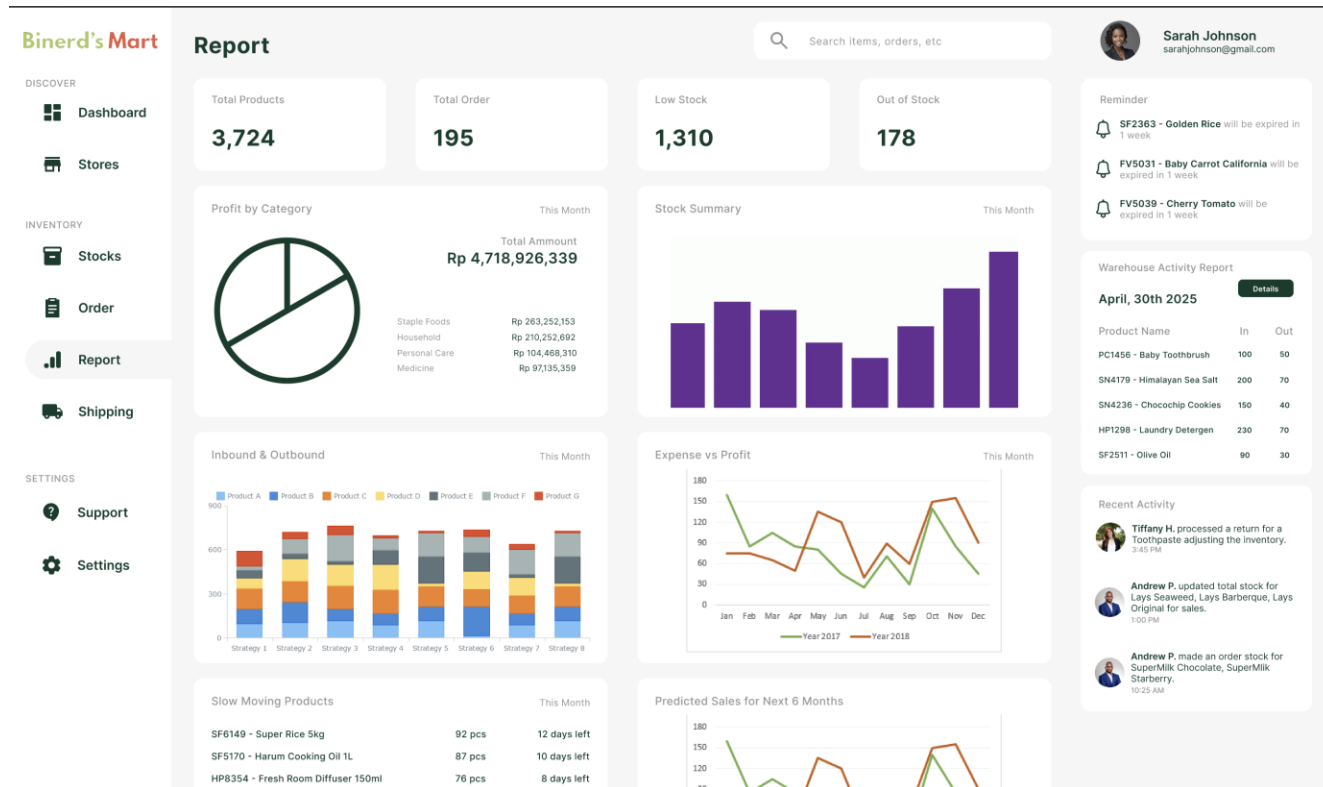 Binerd's Mart
DISCOVER
Dashboard
Stores
INVENTORY
Stocks
Order
Report
Shipping
SETTINGS
Support
Settings
Report
Search items, orders, etc
Sarah Johnson
sarahjohnson@gmail.com
Total Products
3,724
Total Order
195
Low Stock
1,310
Out of Stock
178
Profit by Category
This Month
Total Ammount
Rp 4,718,926,339
Staple Foods Rp 263,252,153
Household Rp 210,252,692
Personal Care Rp 104,468,310
Medicine Rp 97,135,359
Stock Summary
This Month
Inbound & Outbound
This Month
Product A Product B Product C Product D Product E Product F Product G
900
600
300
0
Strategy 1 Strategy 2 Strategy 3 Strategy 4 Strategy 5 Strategy 6 Strategy 7 Strategy 8
Expense vs Profit
This Month
180
150
120
90
60
30
0
Jan Feb Mar Apr May Jun Jul Aug Sep Oct Nov Dec
Year 2017 Year 2018
Slow Moving Products
This Month
SF6149 - Super Rice 5kg 92 pcs 12 days left
SF5170 - Harum Cooking Oil 1L 87 pcs 10 days left
HP8354 - Fresh Room Diffuser 150ml 76 pcs 8 days left
Predicted Sales for Next 6 Months
180
150
120
Reminder
SF2363 - Golden Rice will be expired in
1 week
FV5031 - Baby Carrot California will be
expired in 1 week
FV5039 - Cherry Tomato will be
expired in 1 week
Warehouse Activity Report
April, 30th 2025
Details
Product Name In Out
PC1456 - Baby Toothbrush 100 50
SN4179 - Himalayan Sea Salt 200 70
SN4236 - Chocochip Cookies 150 40
HP1298 - Laundry Detergen 230 70
SF2511 - Olive Oil 90 30
Recent Activity
Tiffany H. processed a return for a
Toothpaste adjusting the inventory.
3:45 PM
Andrew P. updated total stock for
Lays Seaweed, Lays Barberque, Lays
Original for sales.
1:00 PM
Andrew P. made an order stock for
SuperMilk Chocolate, SuperMlik
Starberry.
10:25 AM